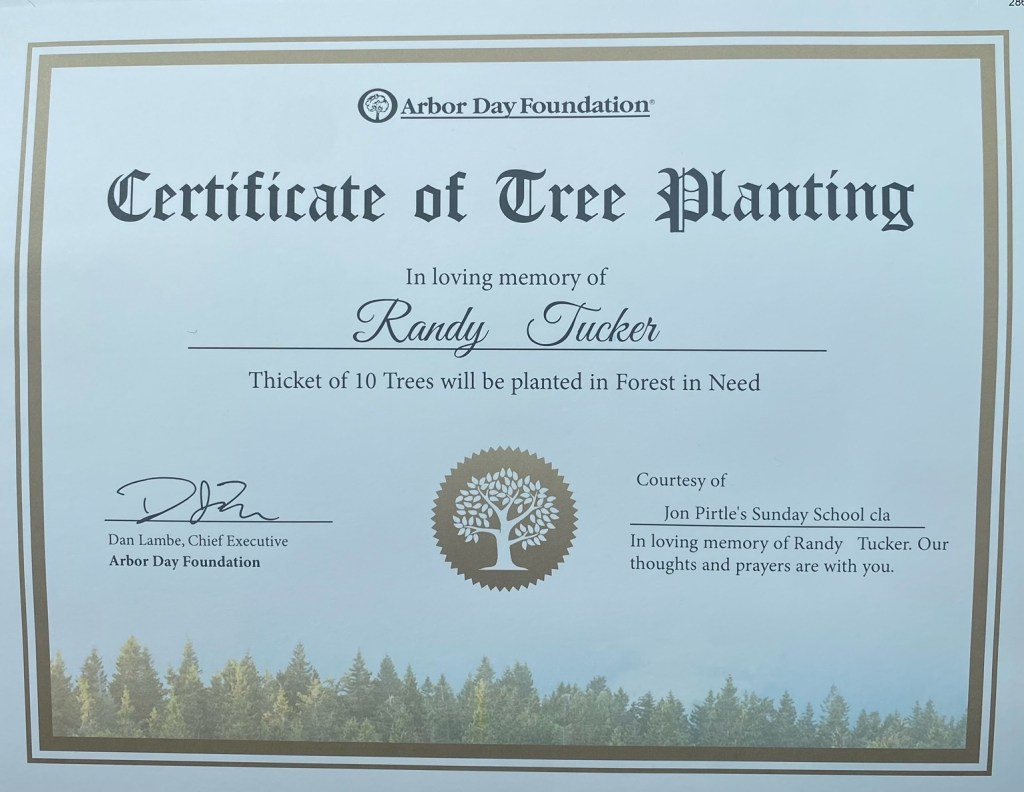 286
Arbor Day Foundation®
Certificate of Tree Planting
In loving memory of
Randy Tucker
Thicket of 10 Trees will be planted in Forest in Need
Dan Lambe, Chief Executive
Arbor Day Foundation
Courtesy of
Jon Pirtle's Sunday School cla
In loving memory of Randy Tucker. Our
thoughts and prayers are with you.